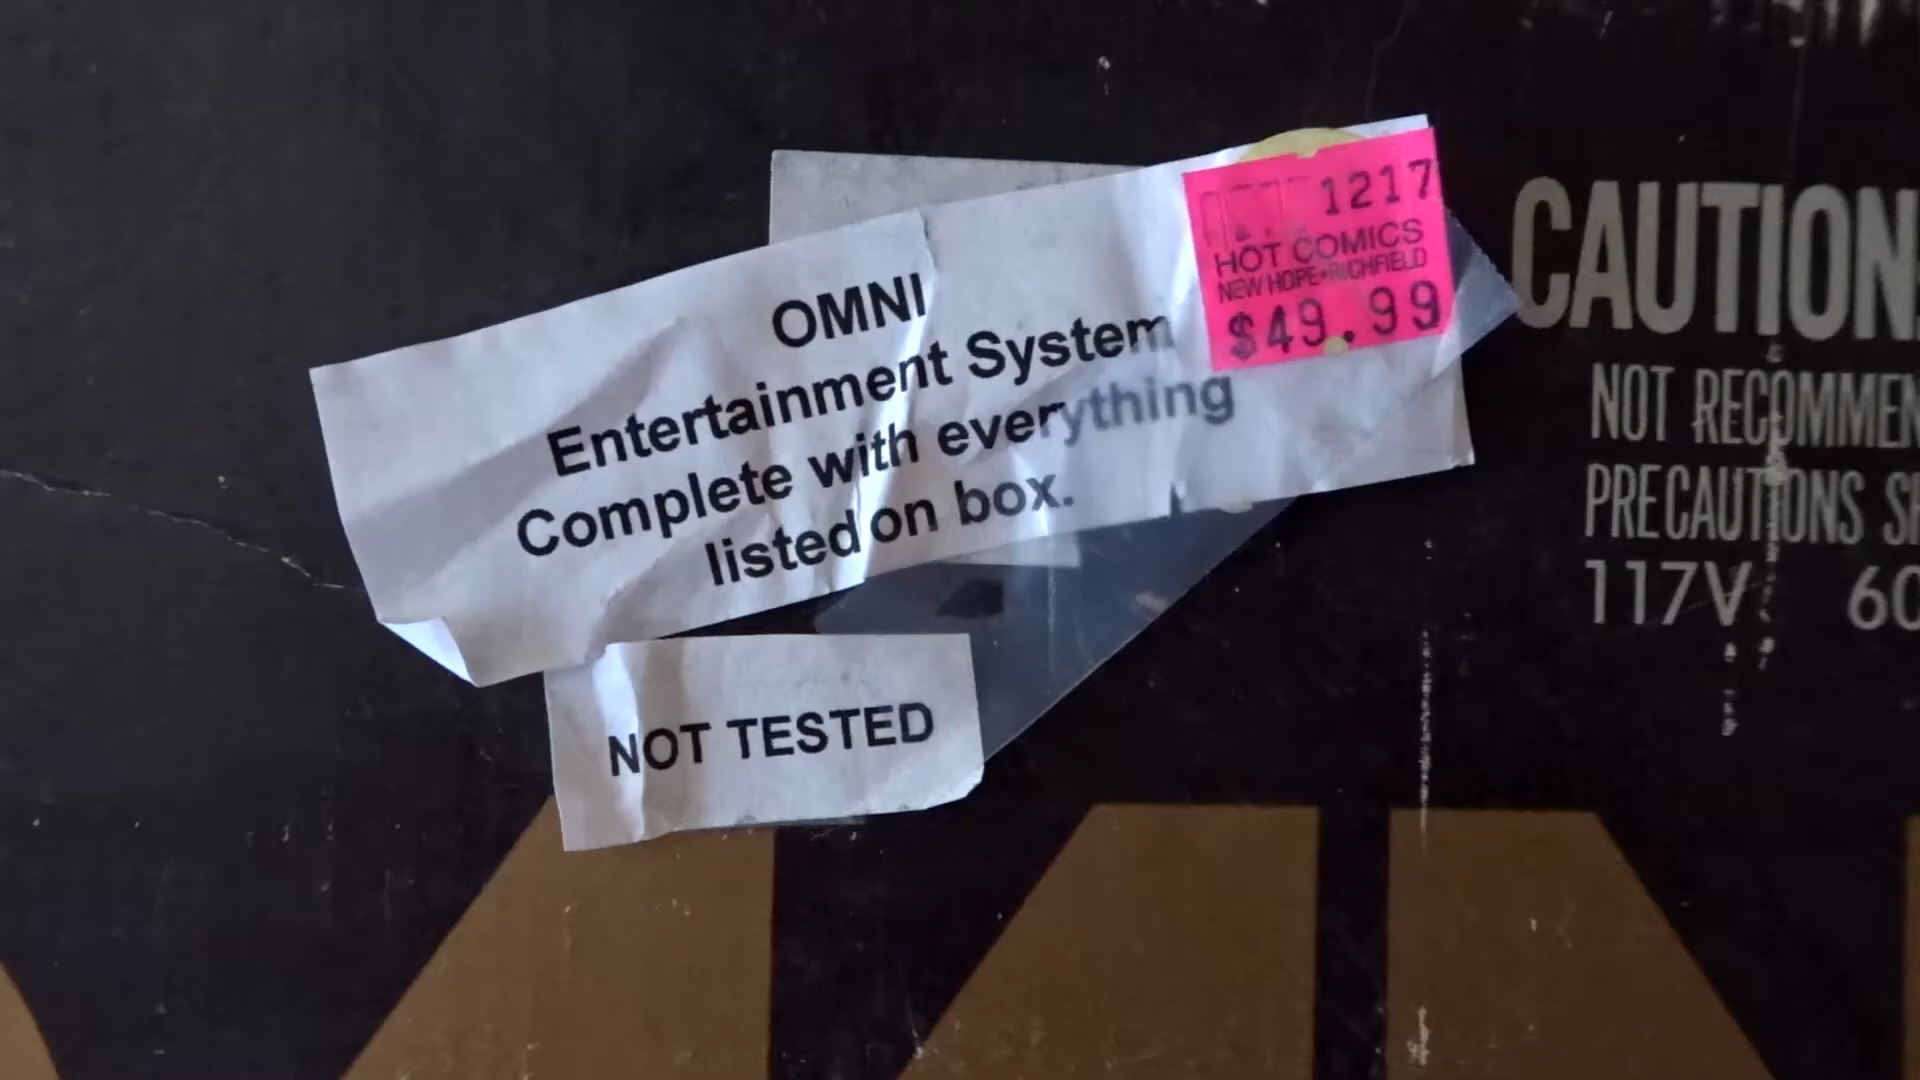 OMNI
Entertainment System
Complete with everything
listed on box.
1217
HOT COMICS
NEW HOPE•RICHFIELD
$49.99
NOT TESTED
CAUTION
NOT RECOMMEN
PRECAUTIONS SH
117V 60